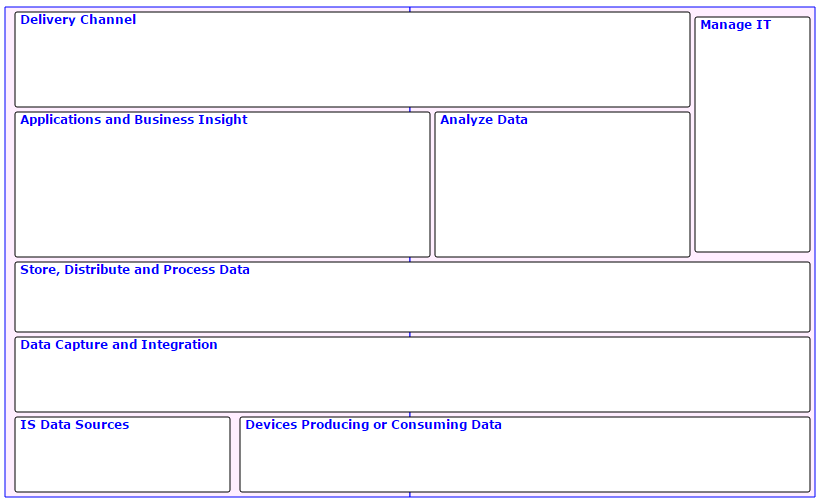 Delivery Channel
Manage IT
Applications and Business Insight
Analyze Data
Store, Distribute and Process Data
Data Capture and Integration
IS Data Sources
Devices Producing or Consuming Data